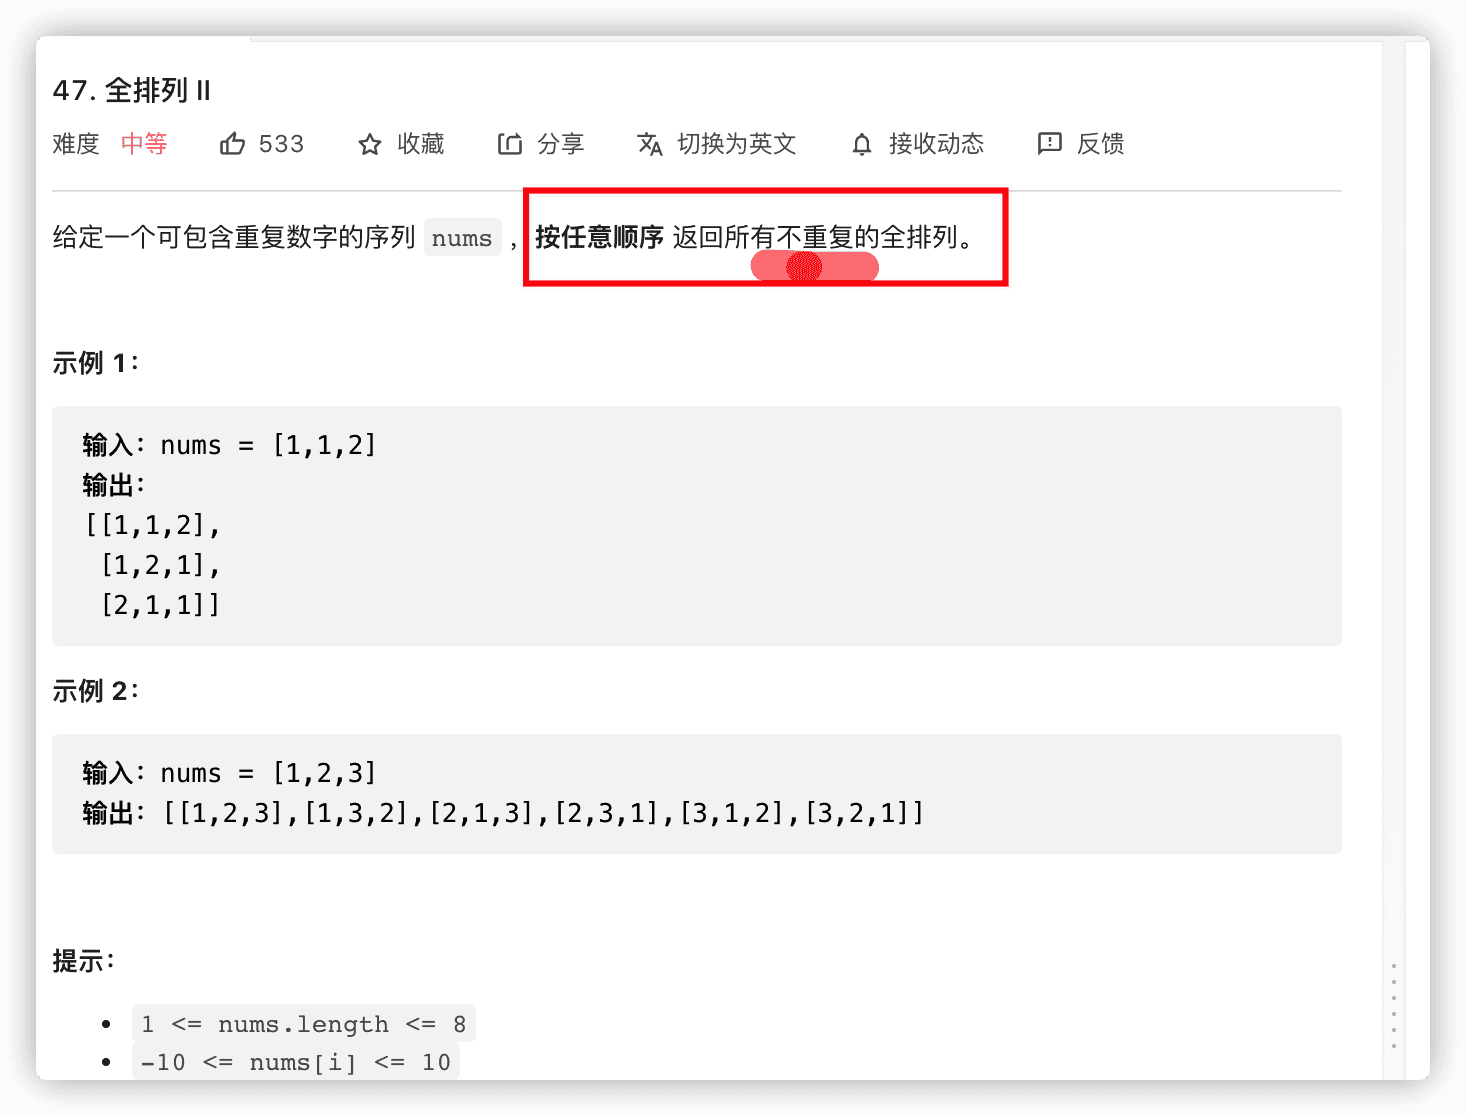 47. 全排列 II
难度 中等 533 收藏 分享 切换为英文 接收动态 反馈
给定一个可包含重复数字的序列 nums ，按任意顺序 返回所有不重复的全排列。
示例 1：
输入：nums = [1,1,2]
输出：
[[1,1,2],
[1,2,1],
[2,1,1]]
示例 2：
输入：nums = [1,2,3]
输出：[[1,2,3],[1,3,2],[2,1,3],[2,3,1],[3,1,2],[3,2,1]]
提示：
1 <= nums.length <= 8
-10 <= nums[i] <= 10